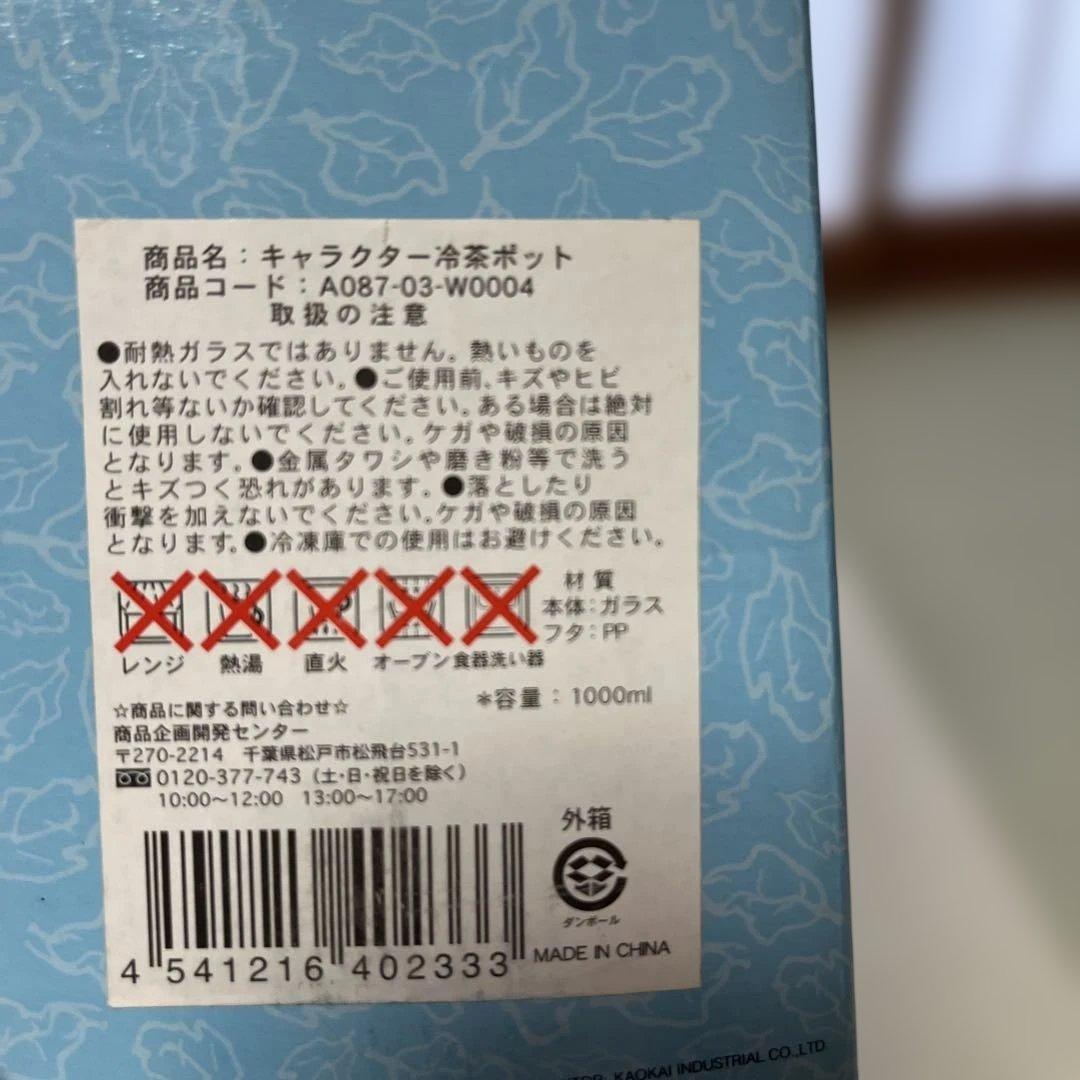 商品名：キャラクター冷茶ポット
商品コード：A087-03-W0004
取扱の注意
●耐熱ガラスではありません。熱いものを
入れないでください。●ご使用前、キズやヒビ
割れ等ないか確認してください。ある場合は絶対
に使用しないでください。ケガや破損の原因
となります。●金属タワシや磨き粉等で洗う
とキズつく恐れがあります。●落としたり
衝撃を加えないでください。ケガや破損の原因
となります。●冷凍庫での使用はお避けください。
レンジ 熱湯 直火 オーブン 食器洗い器
材質
本体：ガラス
フタ：PP
*容量：1000ml
☆商品に関する問い合わせ☆
商品企画開発センター
〒270-2214 千葉県松戸市松飛台531-1
0120-377-743（土・日・祝日を除く）
10:00～12:00 13:00～17:00
外箱
ダンボール
MADE IN CHINA
4 541216 402333
KAOKAI INDUSTRIAL CO.,LTD